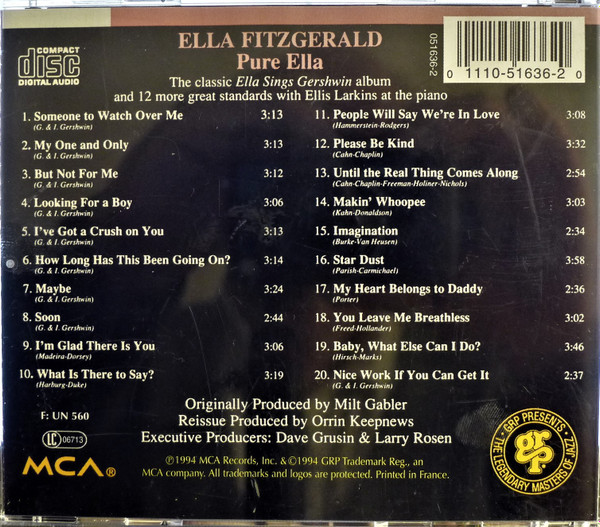 COMPACT
disc
DIGITAL AUDIO
ELLA FITZGERALD
Pure Ella
The classic Ella Sings Gershwin album
and 12 more great standards with Ellis Larkins at the piano
051636-2
0 1110-51636-2 0
1. Someone to Watch Over Me 3:13
(G. & I. Gershwin)
2. My One and Only 3:13
(G. & I. Gershwin)
3. But Not For Me 3:12
(G. & I. Gershwin)
4. Looking For a Boy 3:06
(G. & I. Gershwin)
5. I've Got a Crush on You 3:13
(G. & I. Gershwin)
6. How Long Has This Been Going On? 3:14
(G. & I. Gershwin)
7. Maybe 3:24
(G. & I. Gershwin)
8. Soon 2:44
(G. & I. Gershwin)
9. I'm Glad There Is You 3:06
(Madeira-Dorsey)
10. What Is There to Say? 3:19
(Harburg-Duke)
11. People Will Say We're In Love 3:08
(Hammerstein-Rodgers)
12. Please Be Kind 3:32
(Cahn-Chaplin)
13. Until the Real Thing Comes Along 2:54
(Cahn-Chaplin-Freeman-Holiner-Nichols)
14. Makin' Whoopee 3:03
(Kahn-Donaldson)
15. Imagination 2:34
(Burke-Van Heusen)
16. Star Dust 3:58
(Parish-Carmichael)
17. My Heart Belongs to Daddy 2:36
(Porter)
18. You Leave Me Breathless 3:02
(Freed-Hollander)
19. Baby, What Else Can I Do? 3:46
(Hirsch-Marks)
20. Nice Work If You Can Get It 2:37
(G. & I. Gershwin)
Originally Produced by Milt Gabler
Reissue Produced by Orrin Keepnews
Executive Producers: Dave Grusin & Larry Rosen
F: UN 560
LC 06713
MCA®
℗1994 MCA Records, Inc. &©1994 GRP Trademark Reg., an
MCA company. All trademarks and logos are protected. Printed in France.
GRP PRESENTS
THE LEGENDARY MASTERS OF JAZZ
grp